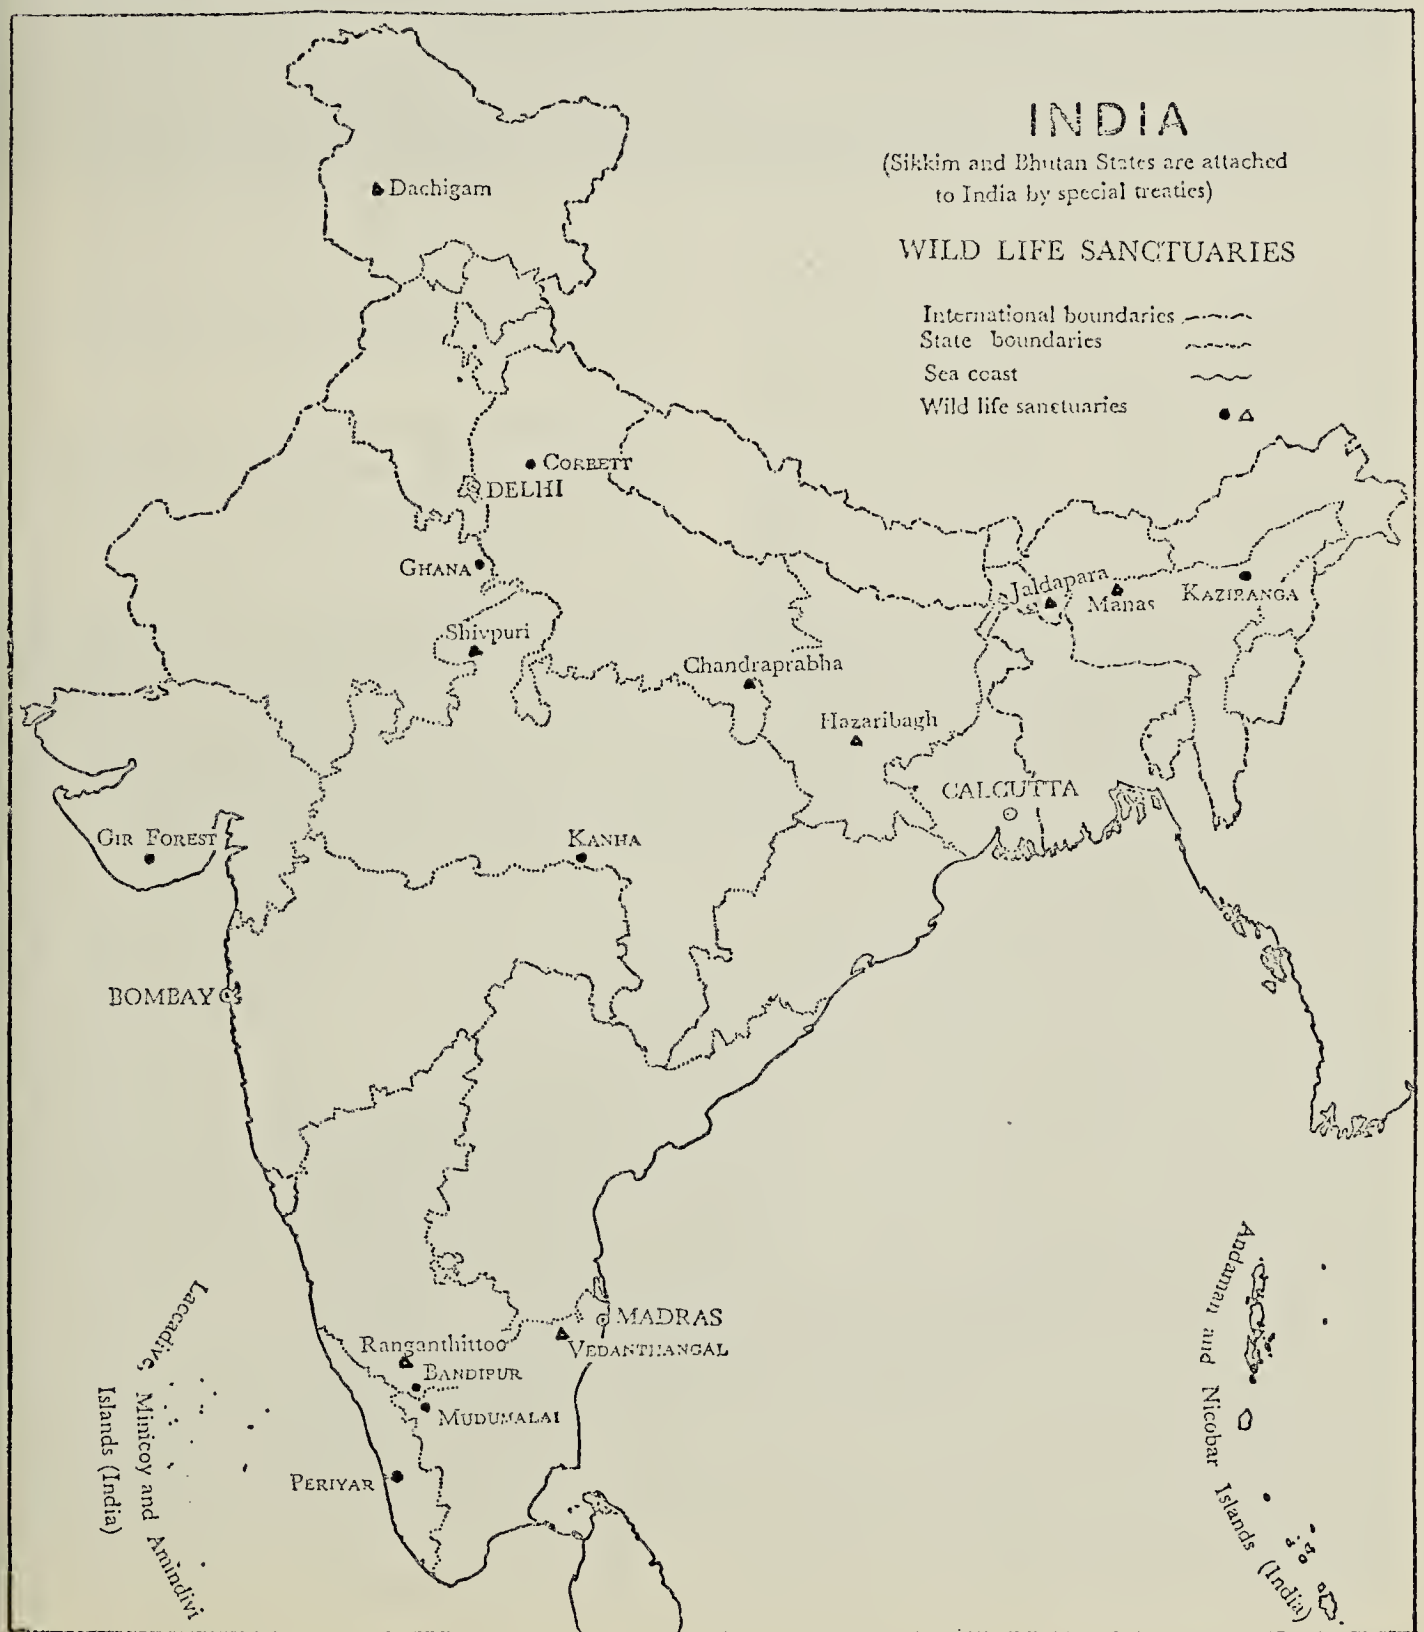 INDIA
(Sikkim and Bhutan States are attached
to India by special treaties)
WILD LIFE SANCTUARIES
International boundaries
State boundaries
Sea coast
Wild life sanctuaries
Dachigam
CORBETT
DELHI
GHANA
Jaldapara
Manas
KAZIRANGA
Shivpuri
Chandraprabha
Hazaribagh
CALCUTTA
GIR FOREST
KANHA
BOMBAY
MADRAS
Ranganthittoo
VEDANTHANGAL
BANDIPUR
MUDUMALAI
PERIYAR
Laccadive, Minicoy and Amindivi
Islands (India)
Andaman and Nicobar Islands (India)